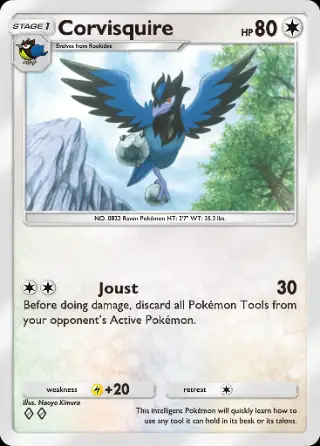 STAGE 1 Corvisquire HP 80
Evolves from Rookidee
NO. 0822 Raven Pokémon HT: 2'7" WT: 35.3 lbs.
Joust 30
Before doing damage, discard all Pokémon Tools from
your opponent's Active Pokémon.
weakness +20 retreat
Illus. Naoyo Kimura
This intelligent Pokémon will quickly learn how to
use any tool it can hold in its beak or its talons.